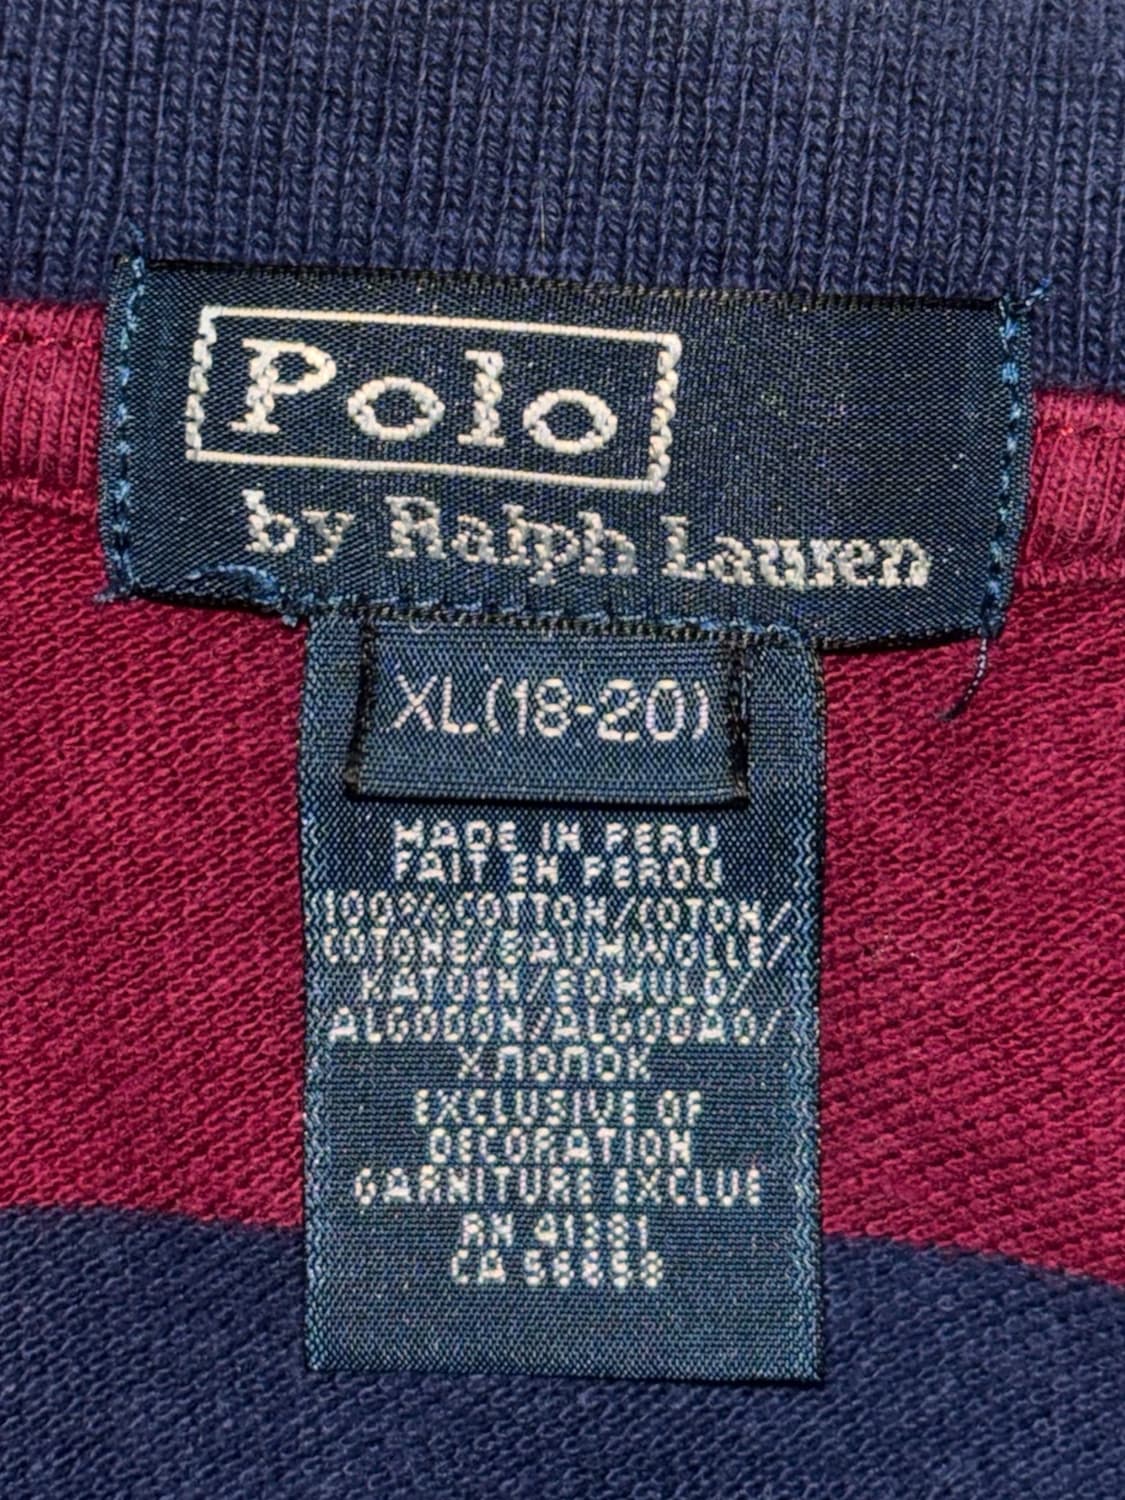 Polo
by Ralph Lauren
XL(18-20)
MADE IN PERU
FAIT EN PEROU
100% COTTON/COTON/
COTONE/BAUMWOLLE/
KATOEN/BOMULD/
ALGODON/ALGODAO/
ХЛОПОК
EXCLUSIVE OF
DECORATION
GARNITURE EXCLUE
RN 41381
CA